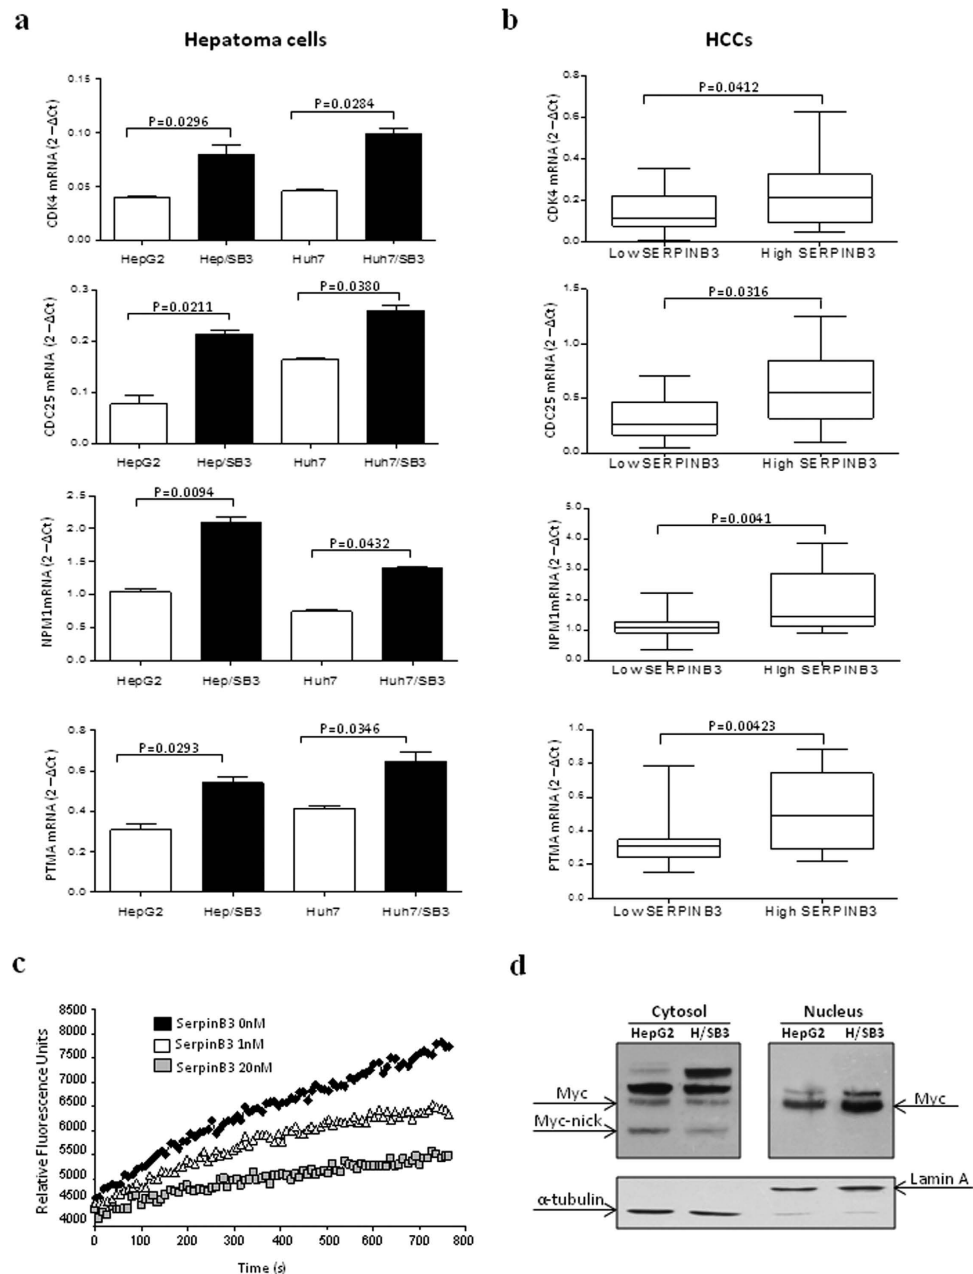 a
Hepatoma cells
CDK4 mRNA (2–ΔCt)
0.15
0.10
0.05
0.00
P=0.0296
P=0.0284
HepG2 Hep/SB3 Huh7 Huh7/SB3
CDC25 mRNA (2–ΔCt)
0.3
0.2
0.1
0.0
P=0.0211
P=0.0380
HepG2 Hep/SB3 Huh7 Huh7/SB3
NPM1mRNA (2–ΔCt)
2.5
2.0
1.5
1.0
0.5
0.0
P=0.0094
P=0.0432
HepG2 Hep/SB3 Huh7 Huh7/SB3
PTMA mRNA (2–ΔCt)
0.8
0.6
0.4
0.2
0.0
P=0.0293
P=0.0346
HepG2 Hep/SB3 Huh7 Huh7/SB3
b
HCCs
CDK4 mRNA (2–ΔCt)
0.8
0.6
0.4
0.2
0.0
P=0.0412
Low SERPINB3 High SERPINB3
CDC25 mRNA (2–ΔCt)
1.5
1.0
0.5
0.0
P=0.0316
Low SERPINB3 High SERPINB3
NPM1mRNA (2–ΔCt)
5.0
4.0
3.0
2.0
1.0
0.0
P=0.0041
Low SERPINB3 High SERPINB3
PTMA mRNA (2–ΔCt)
1.0
0.8
0.6
0.4
0.2
0.0
P=0.00423
Low SERPINB3 High SERPINB3
c
Relative Fluorescence Units
8500
8000
7500
7000
6500
6000
5500
5000
4500
4000
SerpinB3 0nM
SerpinB3 1nM
SerpinB3 20nM
0 100 200 300 400 500 600 700 800
Time (s)
d
Cytosol Nucleus
HepG2 H/SB3 HepG2 H/SB3
Myc
Myc-nick
Myc
Lamin A
α-tubulin